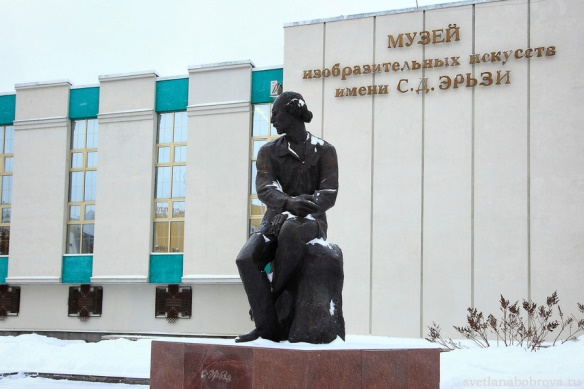 МУЗЕЙ
изобразительных искусств
имени С.Д.ЭРЬЗИ
svetlanabobrova.ru